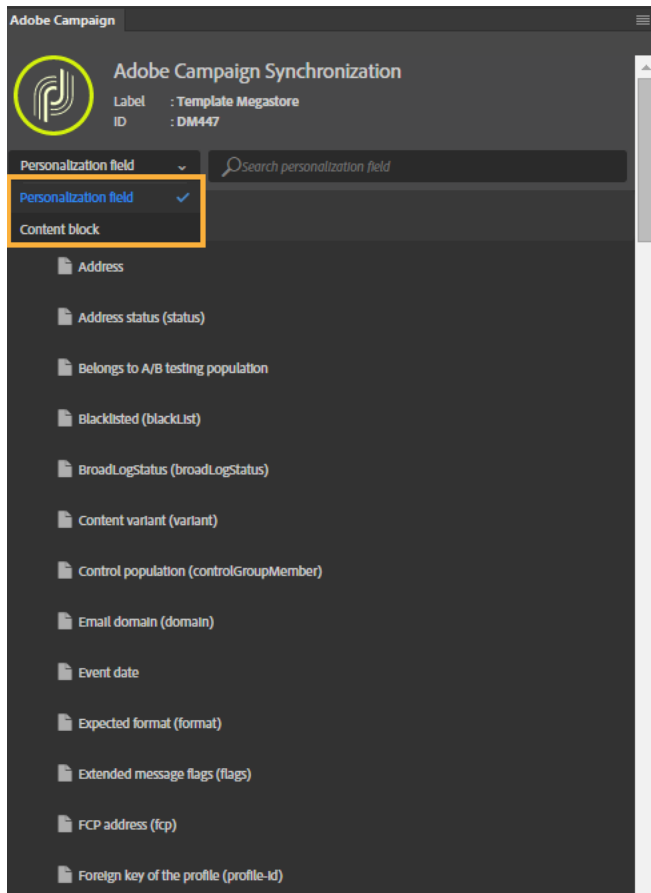 Adobe Campaign
Adobe Campaign Synchronization
Label : Template Megastore
ID : DM447
Personalization field Search personalization field
Personalization field
Content block
Address
Address status (status)
Belongs to A/B testing population
Blacklisted (blackList)
BroadLogStatus (broadLogStatus)
Content variant (variant)
Control population (controlGroupMember)
Email domain (domain)
Event date
Expected format (format)
Extended message flags (flags)
FCP address (fcp)
Foreign key of the profile (profile-id)